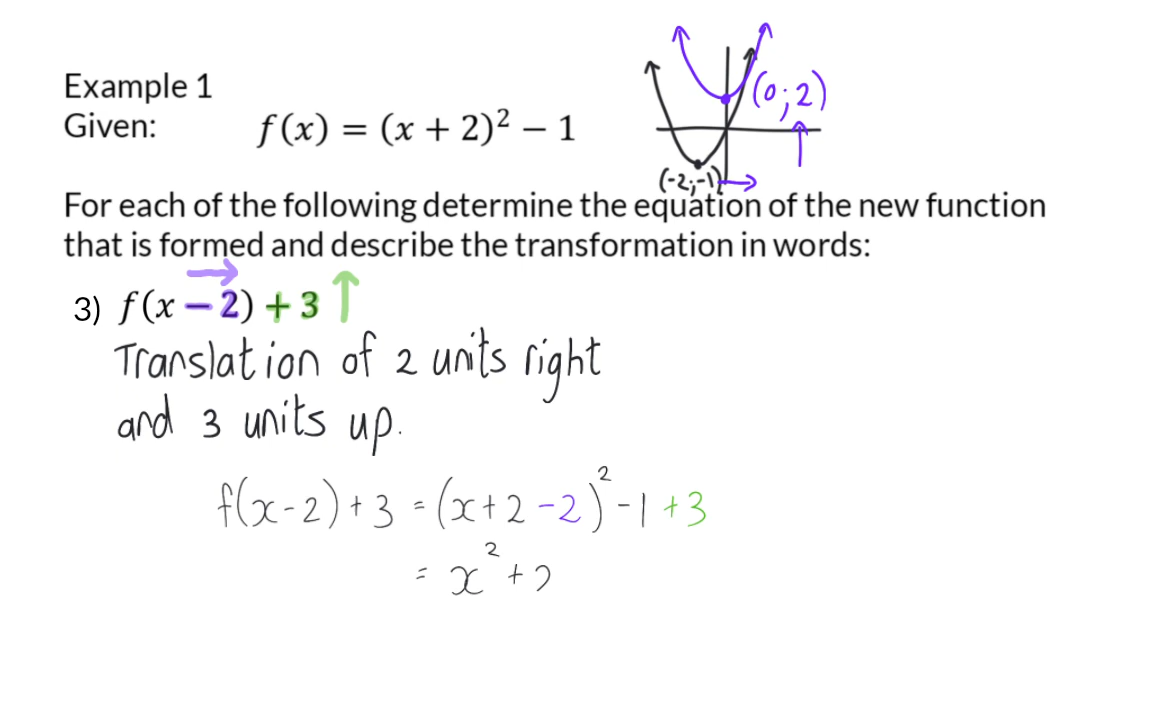 Example 1
Given: f(x) = (x + 2)² − 1
(0;2)
(-2;-1)
For each of the following determine the equation of the new function
that is formed and describe the transformation in words:
3) f(x − 2) + 3
Translation of 2 units right
and 3 units up.
f(x-2)+3 = (x+2-2)²-1+3
= x²+2